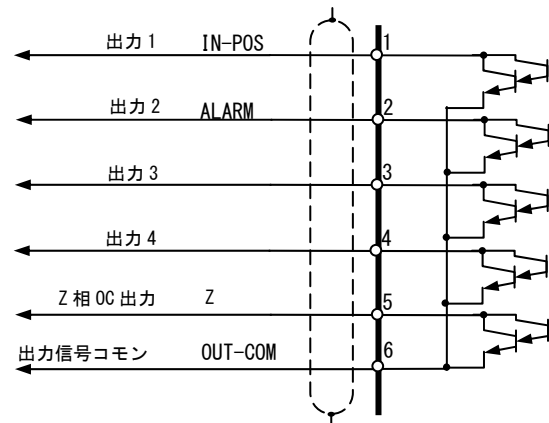 出力1 IN-POS 1
出力2 ALARM 2
出力3 3
出力4 4
Z相OC出力 Z 5
出力信号コモン OUT-COM 6